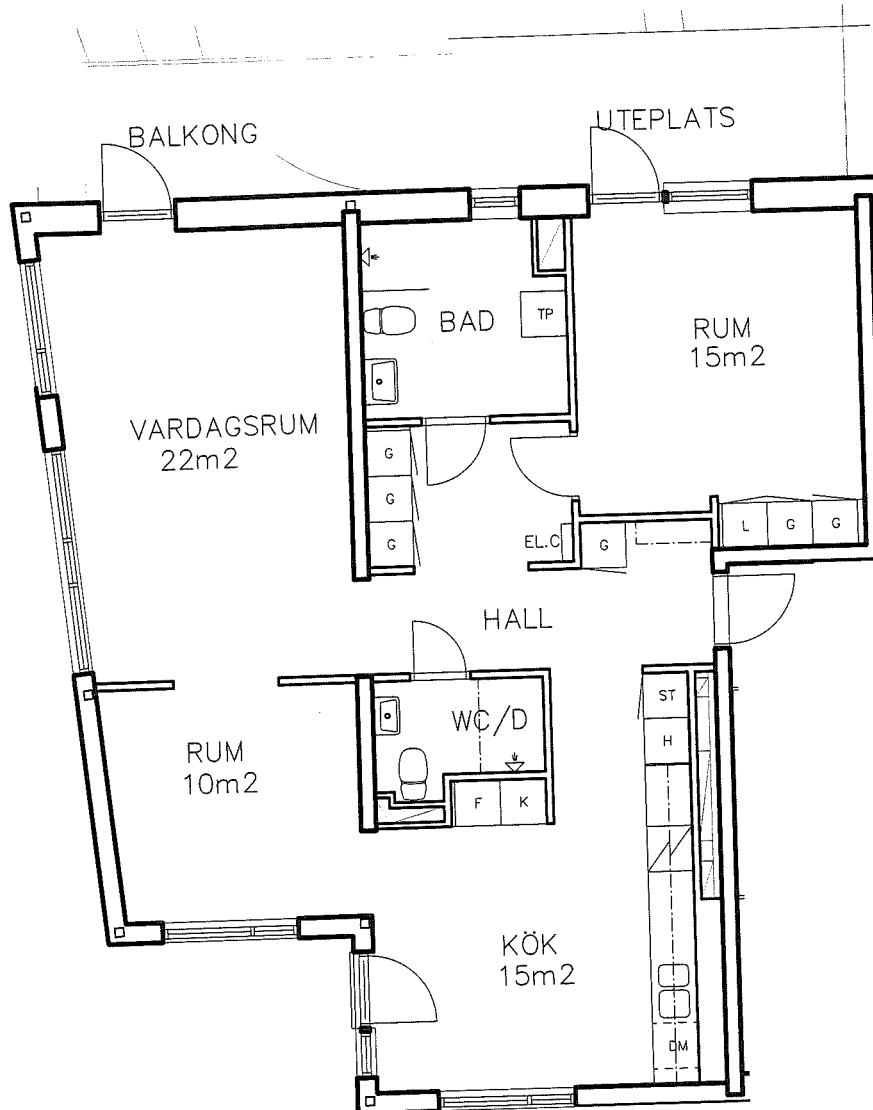 BALKONG
UTEPLATS
BAD
TP
RUM
15m2
VARDAGSRUM
22m2
G
G
G
EL.C
G
L
G
G
HALL
WC/D
ST
H
RUM
10m2
F
K
KÖK
15m2
DM